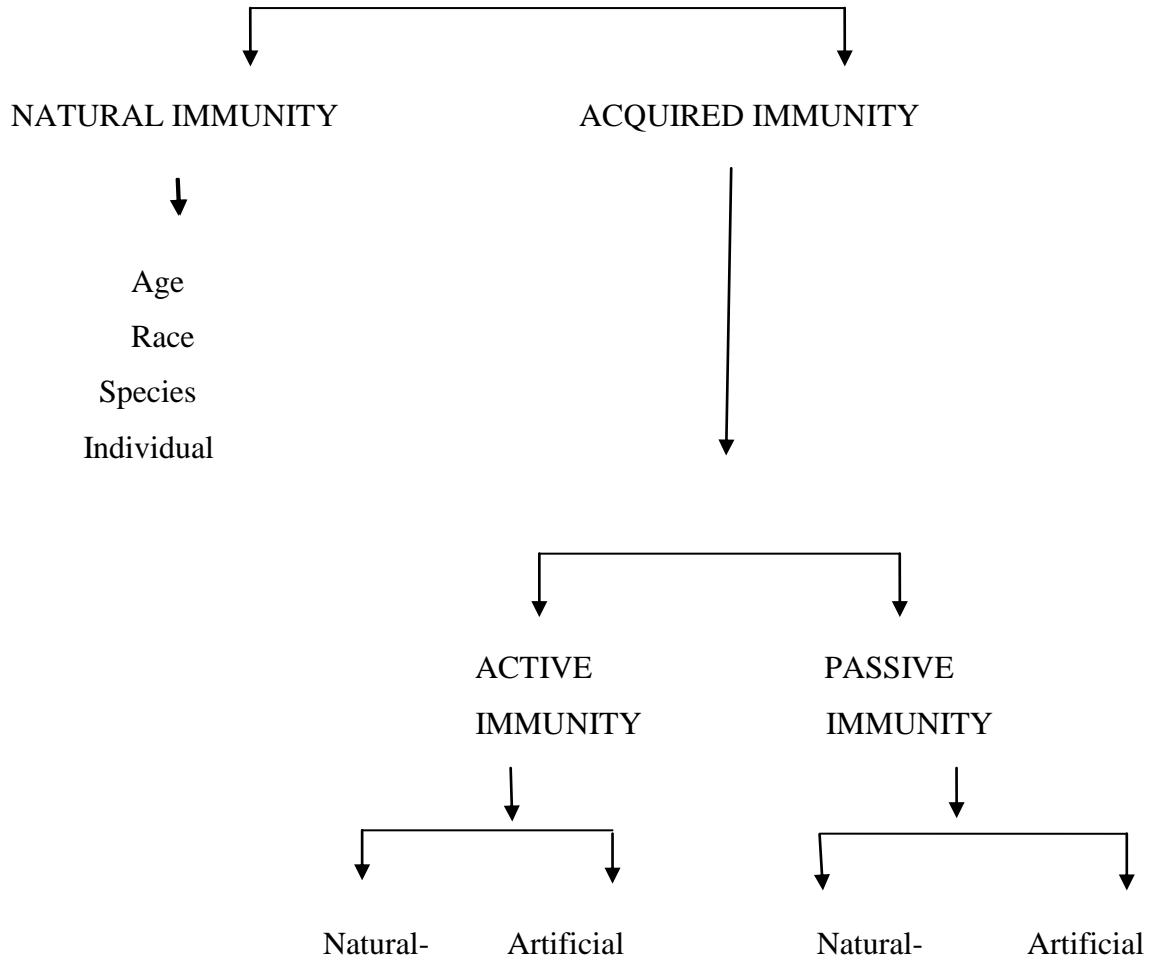 NATURAL IMMUNITY ACQUIRED IMMUNITY
Age
Race
Species
Individual
ACTIVE PASSIVE
IMMUNITY IMMUNITY
Natural- Artificial Natural- Artificial